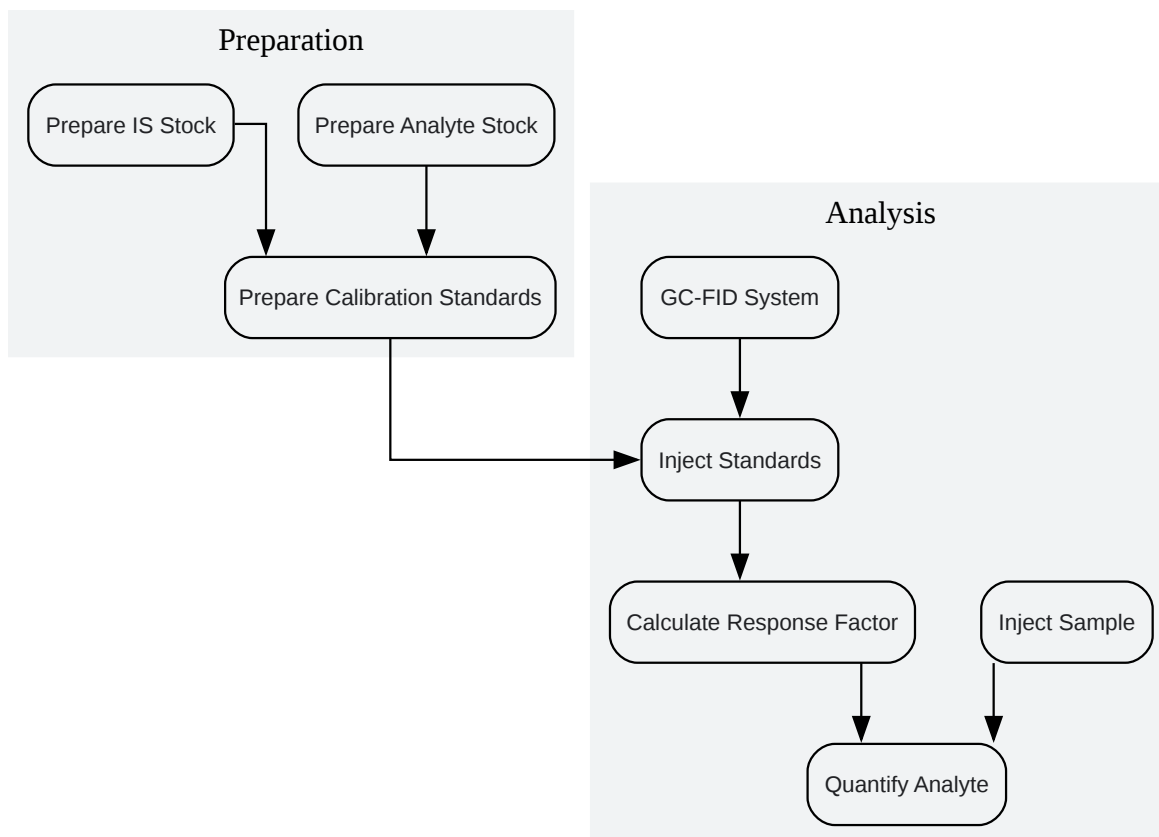 Preparation
Prepare IS Stock
Prepare Analyte Stock
Prepare Calibration Standards
Analysis
GC-FID System
Inject Standards
Calculate Response Factor
Inject Sample
Quantify Analyte